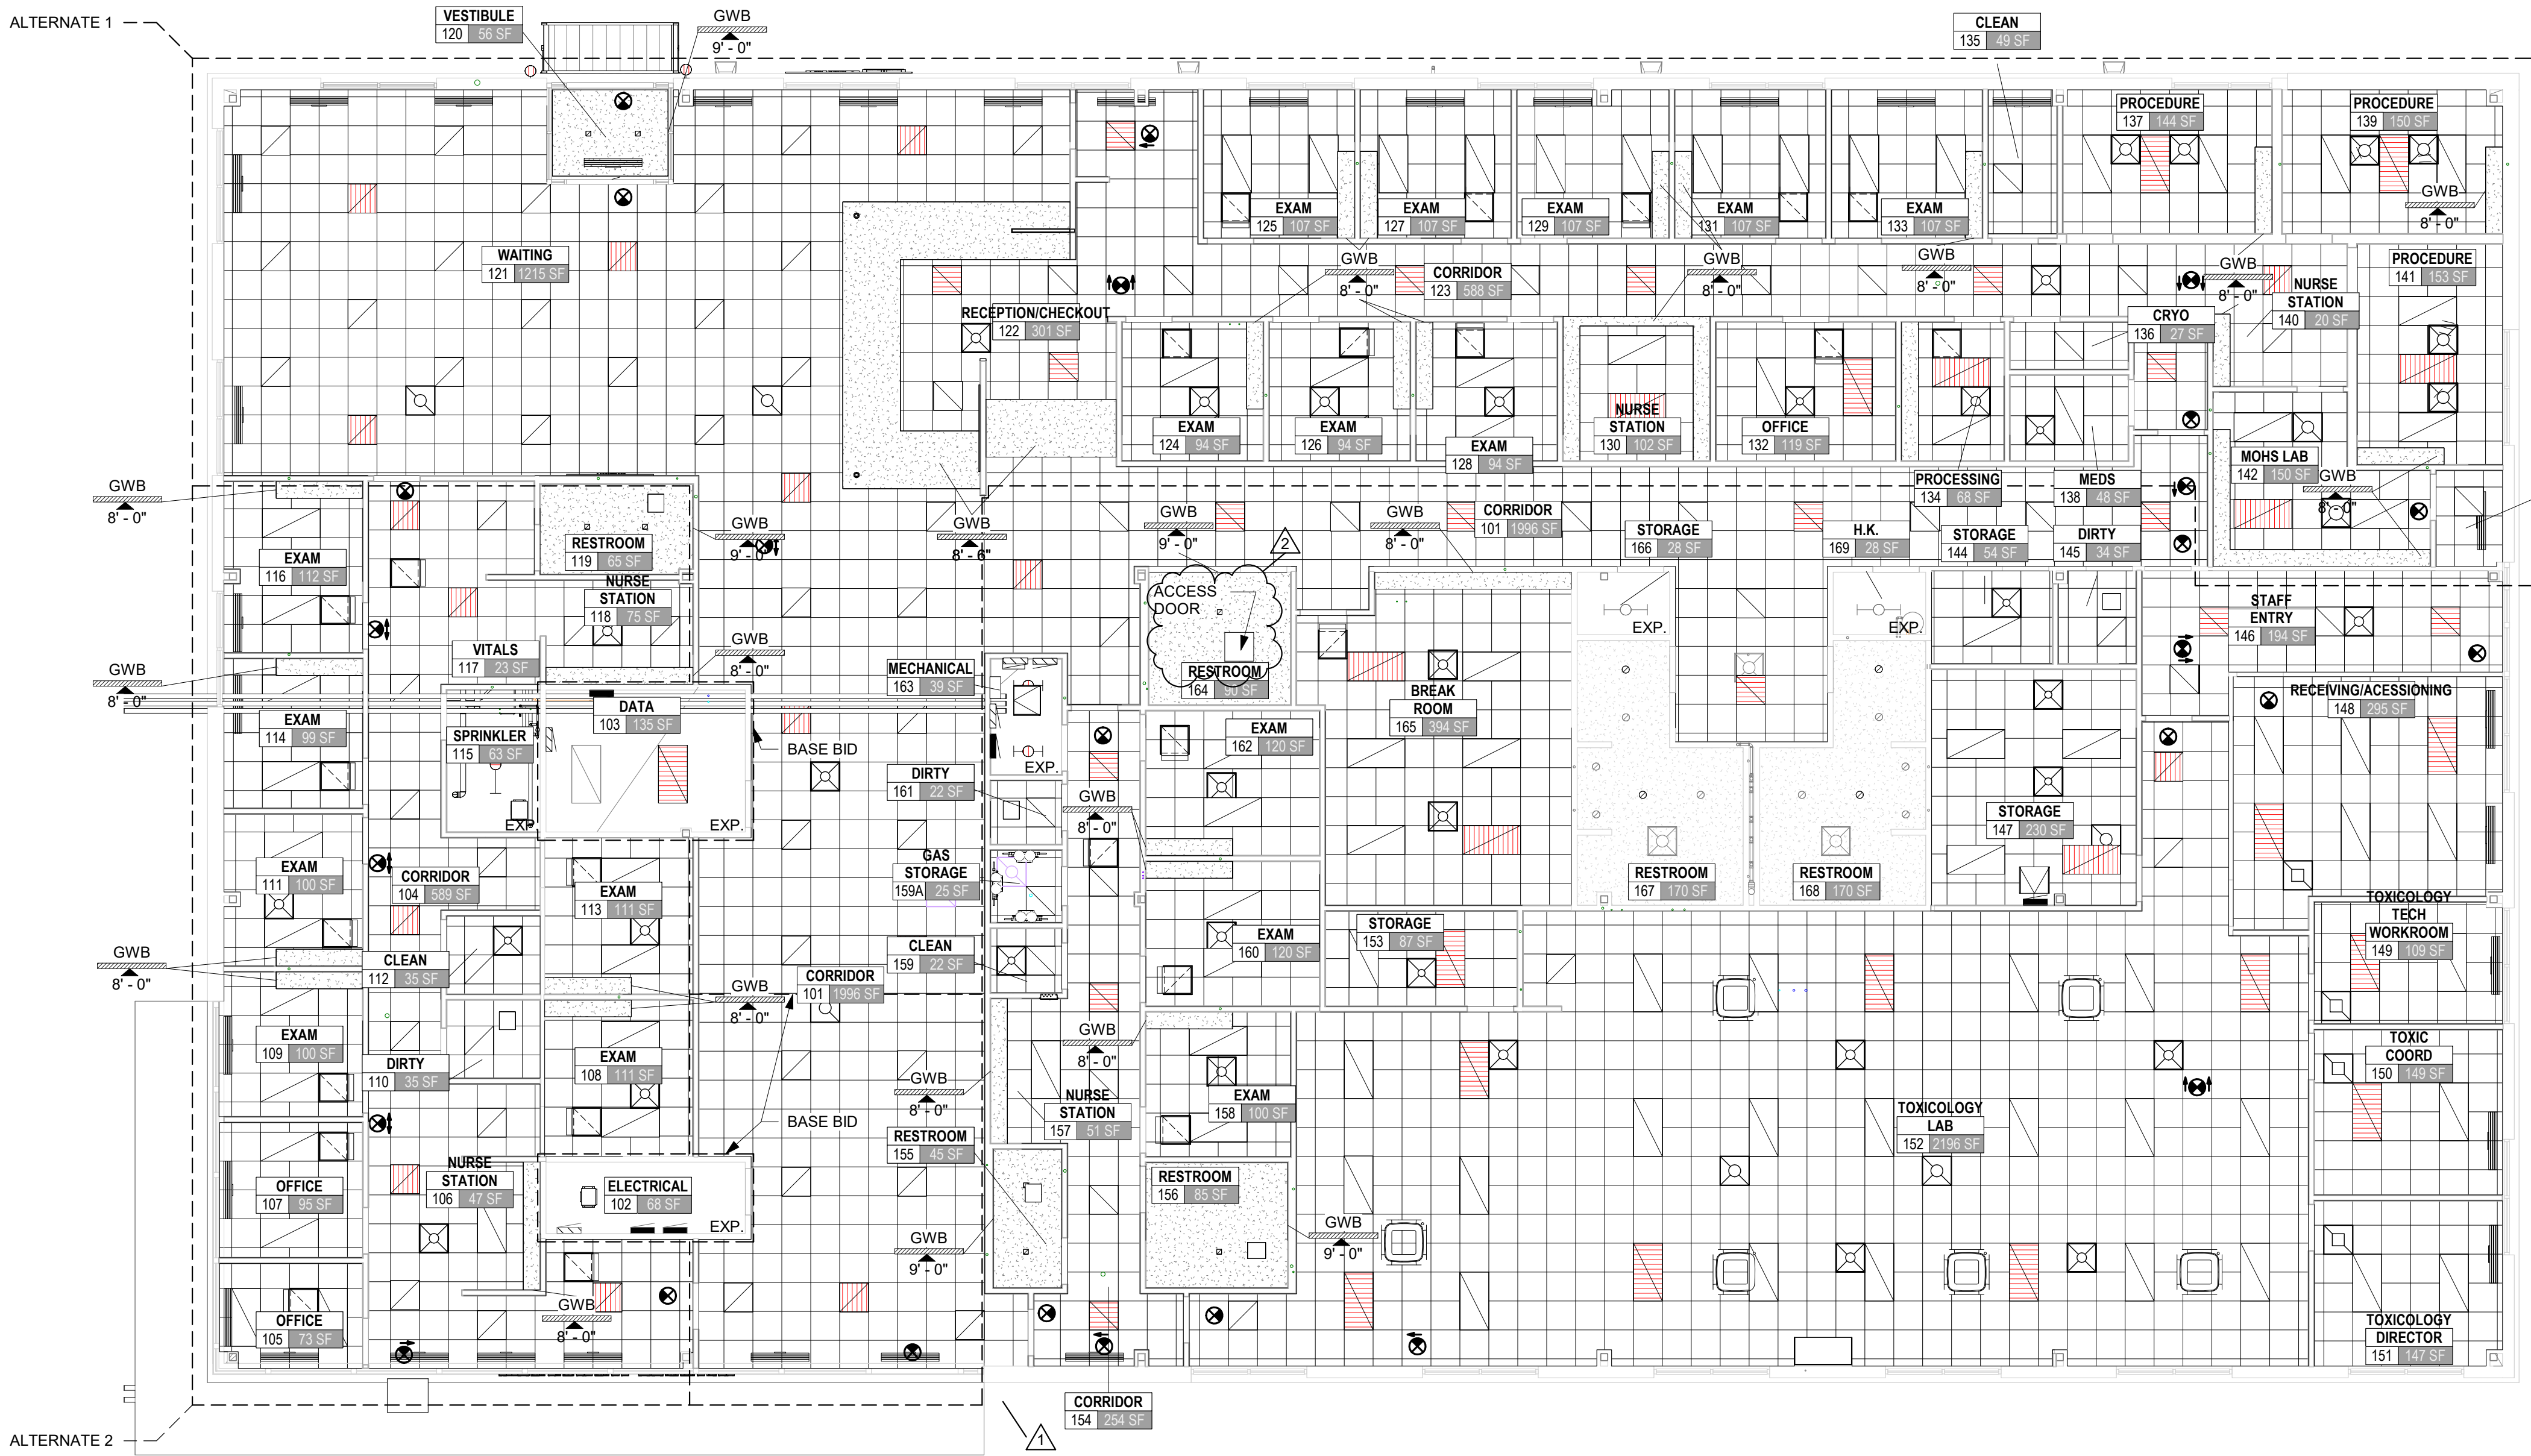 ALTERNATE 1
VESTIBULE
120 56 SF
GWB
9' - 0"
CLEAN
135 49 SF
PROCEDURE
137 144 SF
PROCEDURE
139 150 SF
GWB
8' - 0"
EXAM
125 107 SF
EXAM
127 107 SF
EXAM
129 107 SF
EXAM
131 107 SF
EXAM
133 107 SF
WAITING
121 1215 SF
GWB
8' - 0"
CORRIDOR
123 588 SF
GWB
8' - 0"
GWB
8' - 0"
GWB
8' - 0"
PROCEDURE
141 153 SF
NURSE
STATION
140 20 SF
RECEPTION/CHECKOUT
122 301 SF
CRYO
136 27 SF
EXAM
124 94 SF
EXAM
126 94 SF
EXAM
128 94 SF
NURSE
STATION
130 102 SF
OFFICE
132 119 SF
PROCESSING
134 68 SF
MEDS
138 48 SF
MOHS LAB
142 150 SF
GWB
8' - 0"
GWB
8' - 0"
GWB
9' - 0"
GWB
8' - 6"
GWB
9' - 0"
GWB
8' - 0"
CORRIDOR
101 1996 SF
STORAGE
166 28 SF
H.K.
169 28 SF
STORAGE
144 54 SF
DIRTY
145 34 SF
RESTROOM
119 65 SF
EXAM
116 112 SF
NURSE
STATION
118 75 SF
2
ACCESS
DOOR
EXP.
EXP.
STAFF
ENTRY
146 194 SF
VITALS
117 23 SF
GWB
8' - 0"
GWB
8' - 0"
MECHANICAL
163 39 SF
RESTROOM
164 90 SF
BREAK
ROOM
165 394 SF
RECEIVING/ACESSIONING
148 295 SF
DATA
103 135 SF
EXAM
114 99 SF
SPRINKLER
115 63 SF
BASE BID
EXAM
162 120 SF
EXP.
DIRTY
161 22 SF
GWB
8' - 0"
EXP
EXP.
STORAGE
147 230 SF
EXAM
111 100 SF
CORRIDOR
104 589 SF
EXAM
113 111 SF
GAS
STORAGE
159A 25 SF
RESTROOM
167 170 SF
RESTROOM
168 170 SF
TOXICOLOGY
TECH
WORKROOM
149 109 SF
STORAGE
153 87 SF
EXAM
160 120 SF
GWB
8' - 0"
CLEAN
112 35 SF
CLEAN
159 22 SF
CORRIDOR
101 1996 SF
GWB
8' - 0"
EXAM
109 100 SF
DIRTY
110 35 SF
EXAM
108 111 SF
GWB
8' - 0"
GWB
8' - 0"
TOXIC
COORD
150 149 SF
NURSE
STATION
157 51 SF
EXAM
158 100 SF
BASE BID
TOXICOLOGY
LAB
152 2196 SF
RESTROOM
155 45 SF
OFFICE
107 95 SF
NURSE
STATION
106 47 SF
ELECTRICAL
102 68 SF
EXP.
RESTROOM
156 85 SF
GWB
9' - 0"
GWB
9' - 0"
GWB
8' - 0"
OFFICE
105 73 SF
TOXICOLOGY
DIRECTOR
151 147 SF
CORRIDOR
154 254 SF
1
ALTERNATE 2